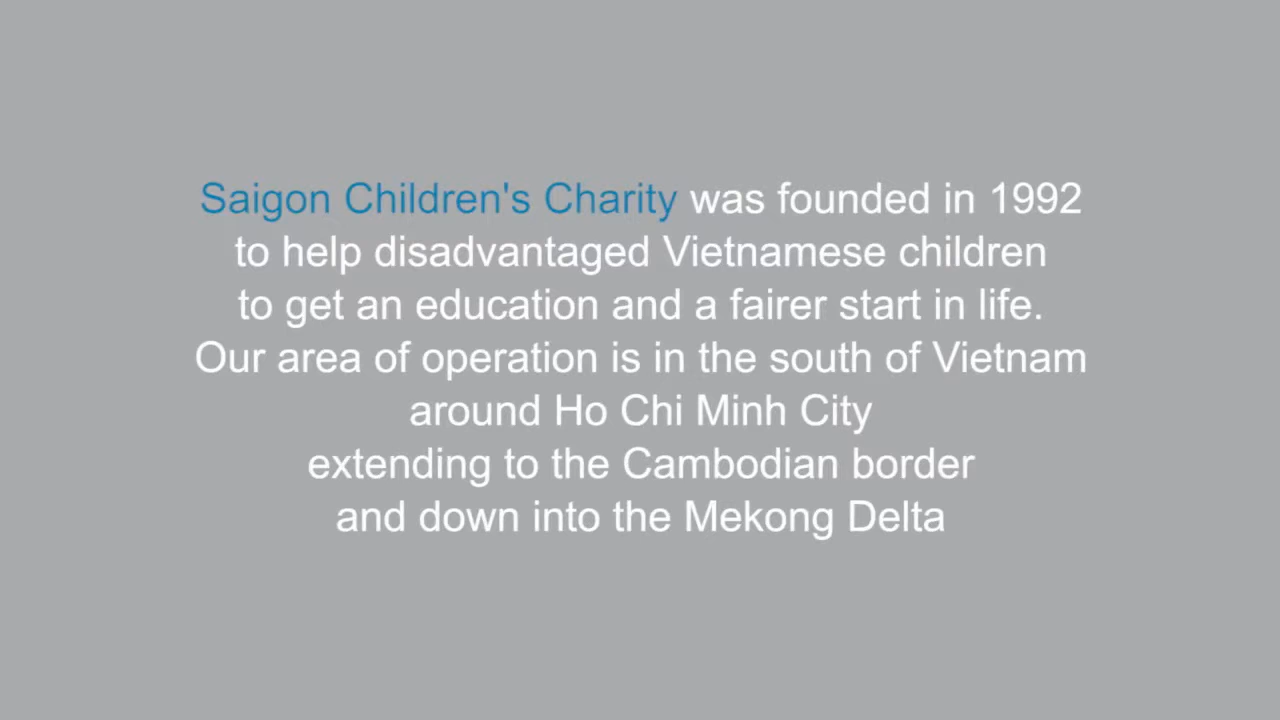 Saigon Children's Charity was founded in 1992
to help disadvantaged Vietnamese children
to get an education and a fairer start in life.
Our area of operation is in the south of Vietnam
around Ho Chi Minh City
extending to the Cambodian border
and down into the Mekong Delta